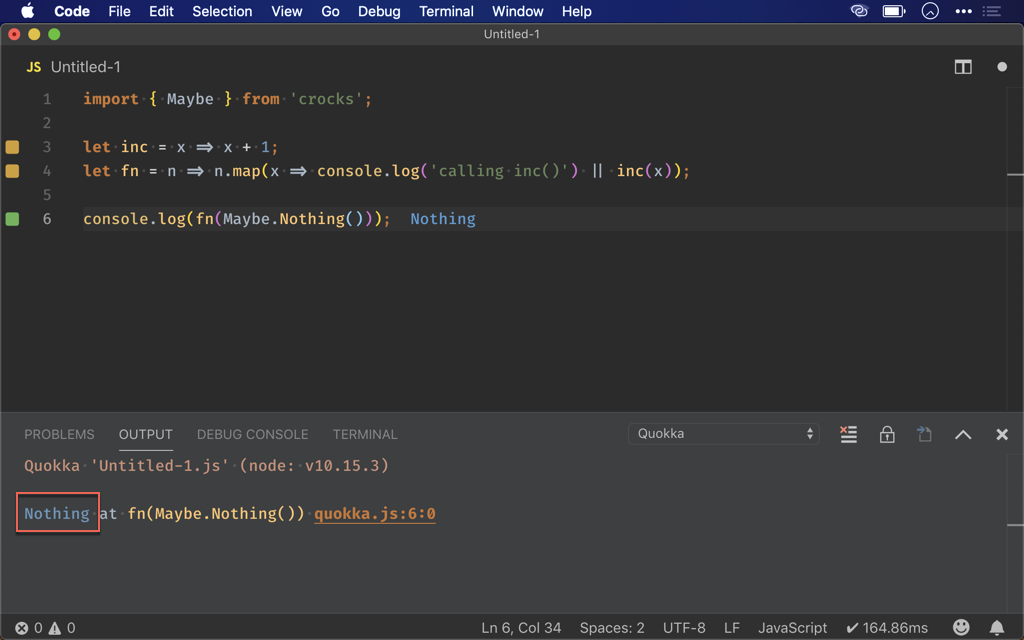 Code File Edit Selection View Go Debug Terminal Window Help
Untitled-1
JS Untitled-1
1 import { Maybe } from 'crocks';
2
3 let inc = x => x + 1;
4 let fn = n => n.map(x => console.log('calling inc()') || inc(x));
5
6 console.log(fn(Maybe.Nothing())); Nothing
PROBLEMS OUTPUT DEBUG CONSOLE TERMINAL Quokka
Quokka 'Untitled-1.js' (node: v10.15.3)
Nothing at fn(Maybe.Nothing()) quokka.js:6:0
0 0 Ln 6, Col 34 Spaces: 2 UTF-8 LF JavaScript ✔ 164.86ms